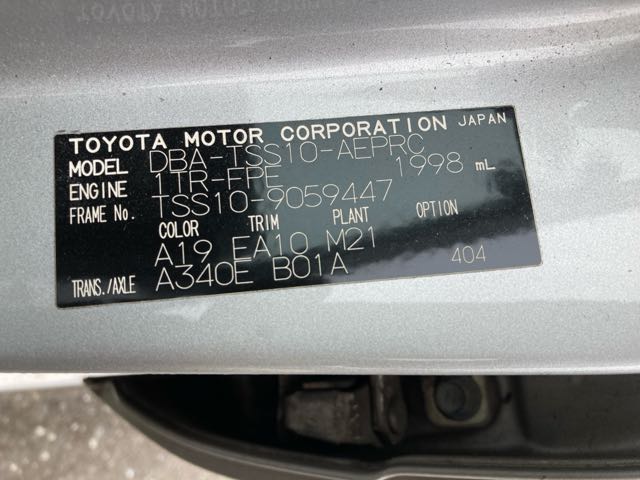 TOYOTA MOTOR CORPORATION JAPAN
MODEL DBA-TSS10-AEPRC
ENGINE 1TR-FPE 1998 mL
FRAME No. TSS10-9059447
COLOR TRIM PLANT OPTION
A19 EA10 M21
TRANS./AXLE A340E B01A 404